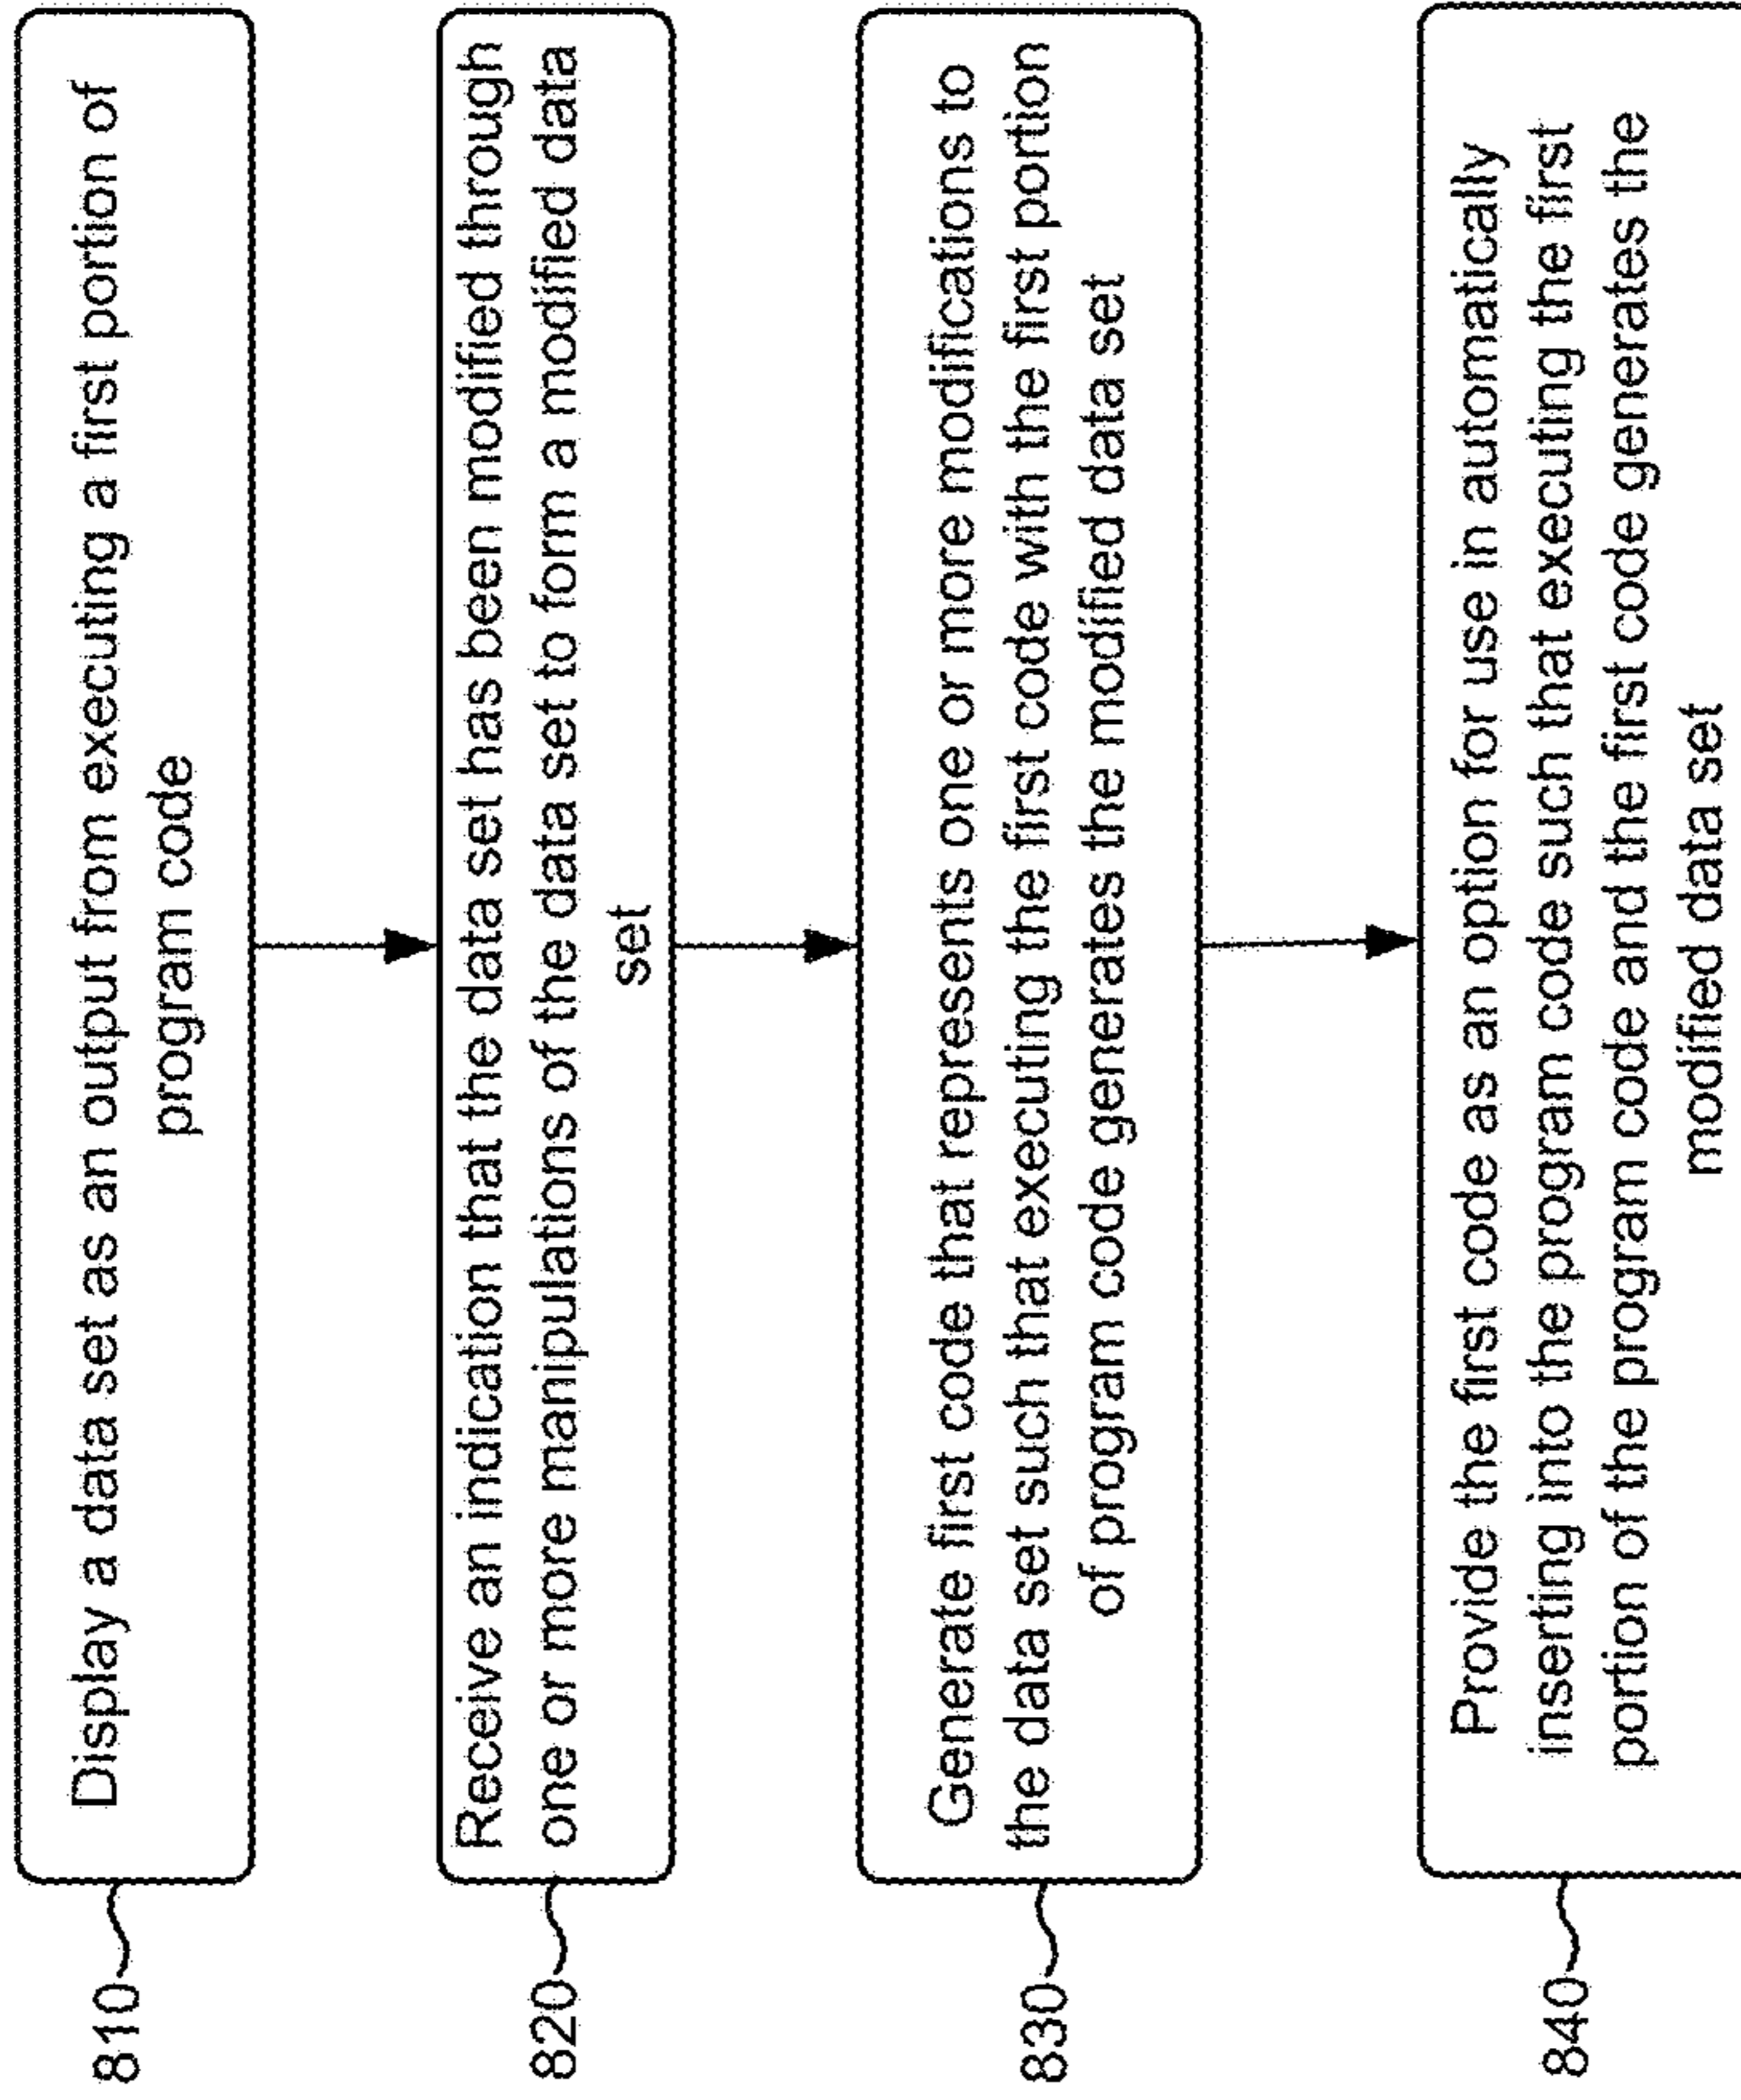 810
Display a data set as an output from executing a first portion of
program code
820
Receive an indication that the data set has been modified through
one or more manipulations of the data set to form a modified data
set
830
Generate first code that represents one or more modifications to
the data set such that executing the first code with the first portion
of program code generates the modified data set
840
Provide the first code as an option for use in automatically
inserting into the program code such that executing the first
portion of the program code and the first code generates the
modified data set